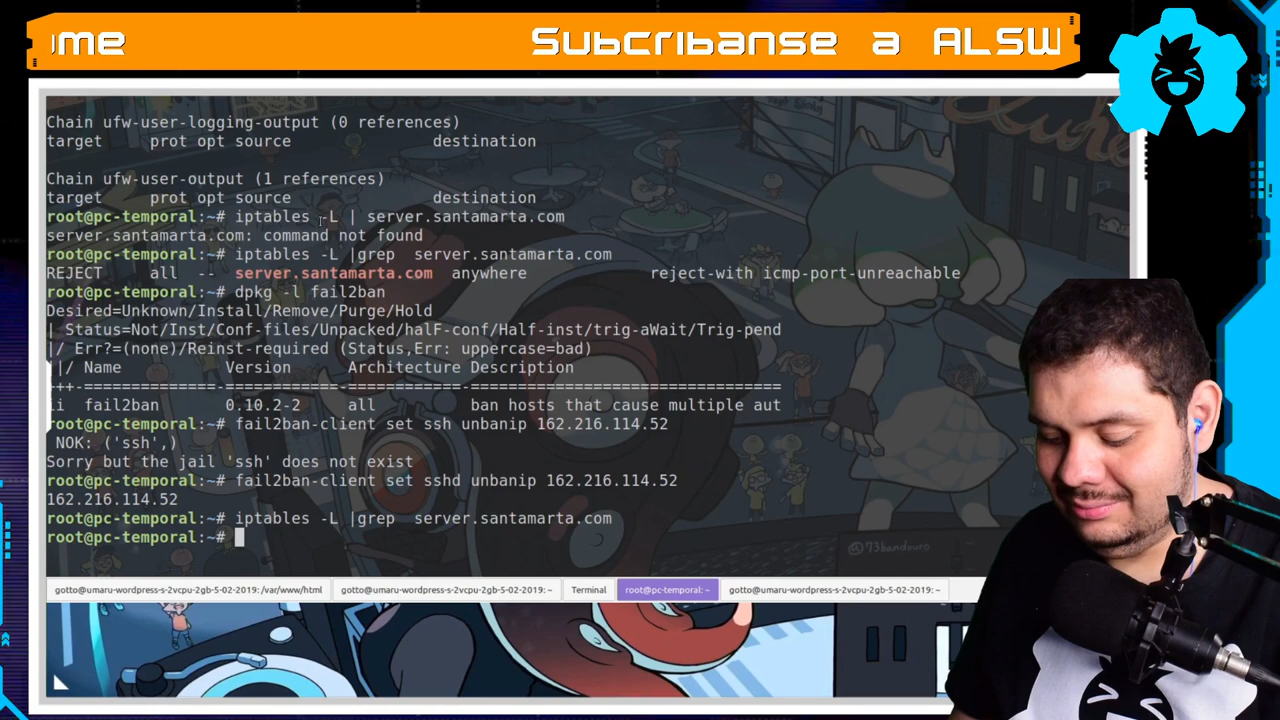 ome
Subcribanse a ALSW
Chain ufw-user-logging-output (0 references)
target prot opt source destination
Chain ufw-user-output (1 references)
target prot opt source destination
root@pc-temporal:~# iptables -L | server.santamarta.com
server.santamarta.com: command not found
root@pc-temporal:~# iptables -L |grep  server.santamarta.com
REJECT all -- server.santamarta.com anywhere reject-with icmp-port-unreachable
root@pc-temporal:~# dpkg -l fail2ban
Desired=Unknown/Install/Remove/Purge/Hold
| Status=Not/Inst/Conf-files/Unpacked/halF-conf/Half-inst/trig-aWait/Trig-pend
|/ Err?=(none)/Reinst-required (Status,Err: uppercase=bad)
||/ Name Version Architecture Description
+++-==============-============-============-=================================
ii fail2ban 0.10.2-2 all ban hosts that cause multiple aut
root@pc-temporal:~# fail2ban-client set ssh unbanip 162.216.114.52
NOK: ('ssh',)
Sorry but the jail 'ssh' does not exist
root@pc-temporal:~# fail2ban-client set sshd unbanip 162.216.114.52
162.216.114.52
root@pc-temporal:~# iptables -L |grep  server.santamarta.com
root@pc-temporal:~#
@73banduro
gotto@umaru-wordpress-s-2vcpu-2gb-5-02-2019: /var/www/html
gotto@umaru-wordpress-s-2vcpu-2gb-5-02-2019: ~
Terminal
root@pc-temporal: ~
gotto@umaru-wordpress-s-2vcpu-2gb-5-02-2019: ~